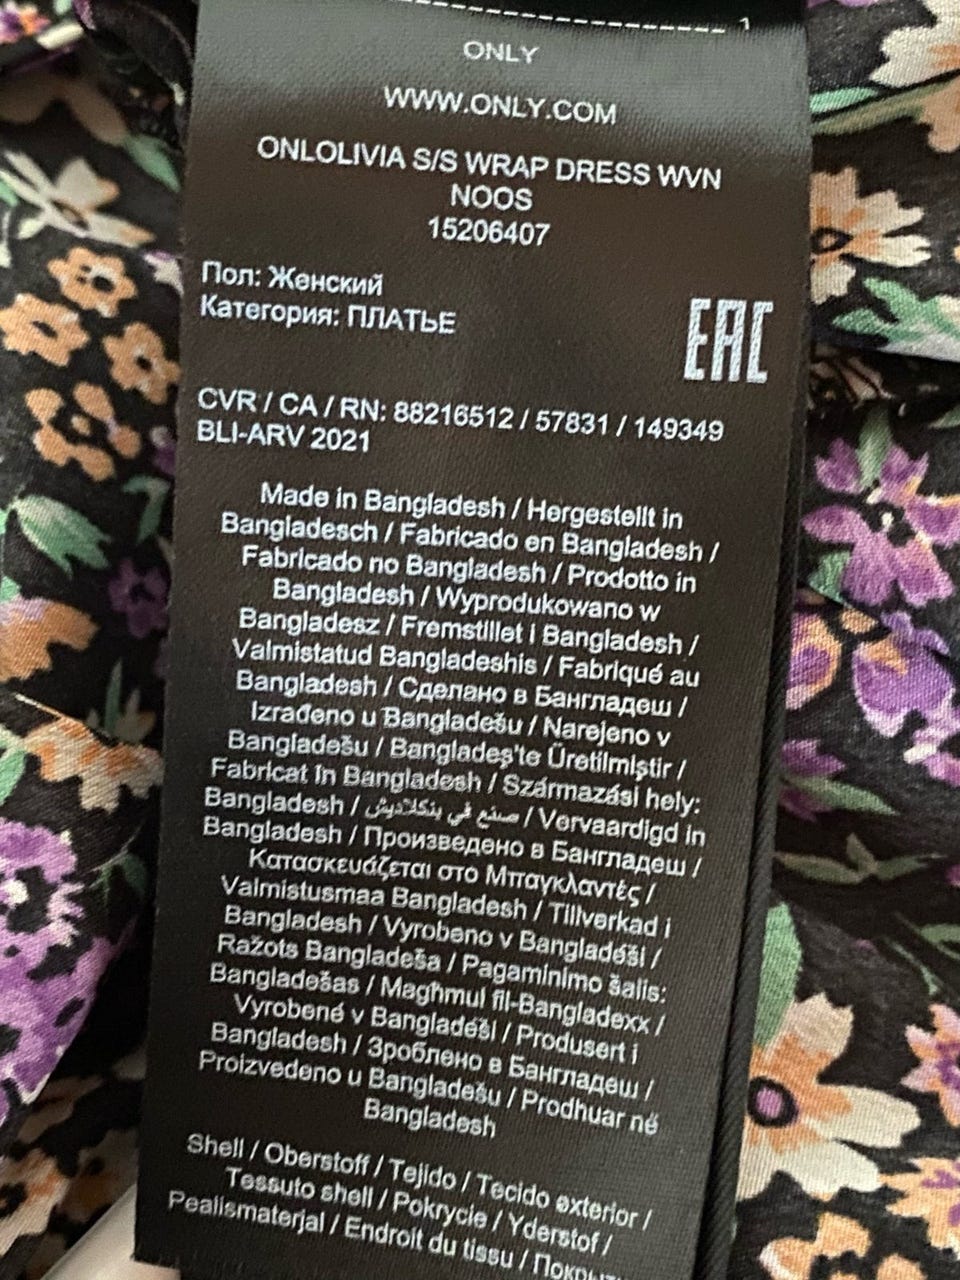 1
ONLY
WWW.ONLY.COM
ONLOLIVIA S/S WRAP DRESS WVN
NOOS
15206407
Пол: Женский
Категория: ПЛАТЬЕ
EAC
CVR / CA / RN: 88216512 / 57831 / 149349
BLI-ARV 2021
Made in Bangladesh / Hergestellt in
Bangladesch / Fabricado en Bangladesh /
Fabricado no Bangladesh / Prodotto in
Bangladesh / Wyprodukowano w
Bangladesz / Fremstillet i Bangladesh /
Valmistatud Bangladeshis / Fabriqué au
Bangladesh / Сделано в Бангладеш /
Izrađeno u Bangladešu / Narejeno v
Bangladešu / Bangladeş'te Üretilmiştir /
Fabricat în Bangladesh / Származási hely:
Bangladesh / صنع في بنكلاديش / Vervaardigd in
Bangladesh / Произведено в Бангладеш /
Κατασκευάζεται στο Μπαγκλαντές /
Valmistusmaa Bangladesh / Tillverkad i
Bangladesh / Vyrobeno v Bangladéši /
Ražots Bangladeša / Pagaminimo šalis:
Bangladešas / Magħmul fil-Bangladexx /
Vyrobené v Bangladéši / Produsert i
Bangladesh / Зроблено в Бангладеш /
Proizvedeno u Bangladešu / Prodhuar në
Bangladesh
Shell / Oberstoff / Tejido / Tecido exterior /
Tessuto shell / Pokrycie / Yderstof /
Pealismaterjal / Endroit du tissu /